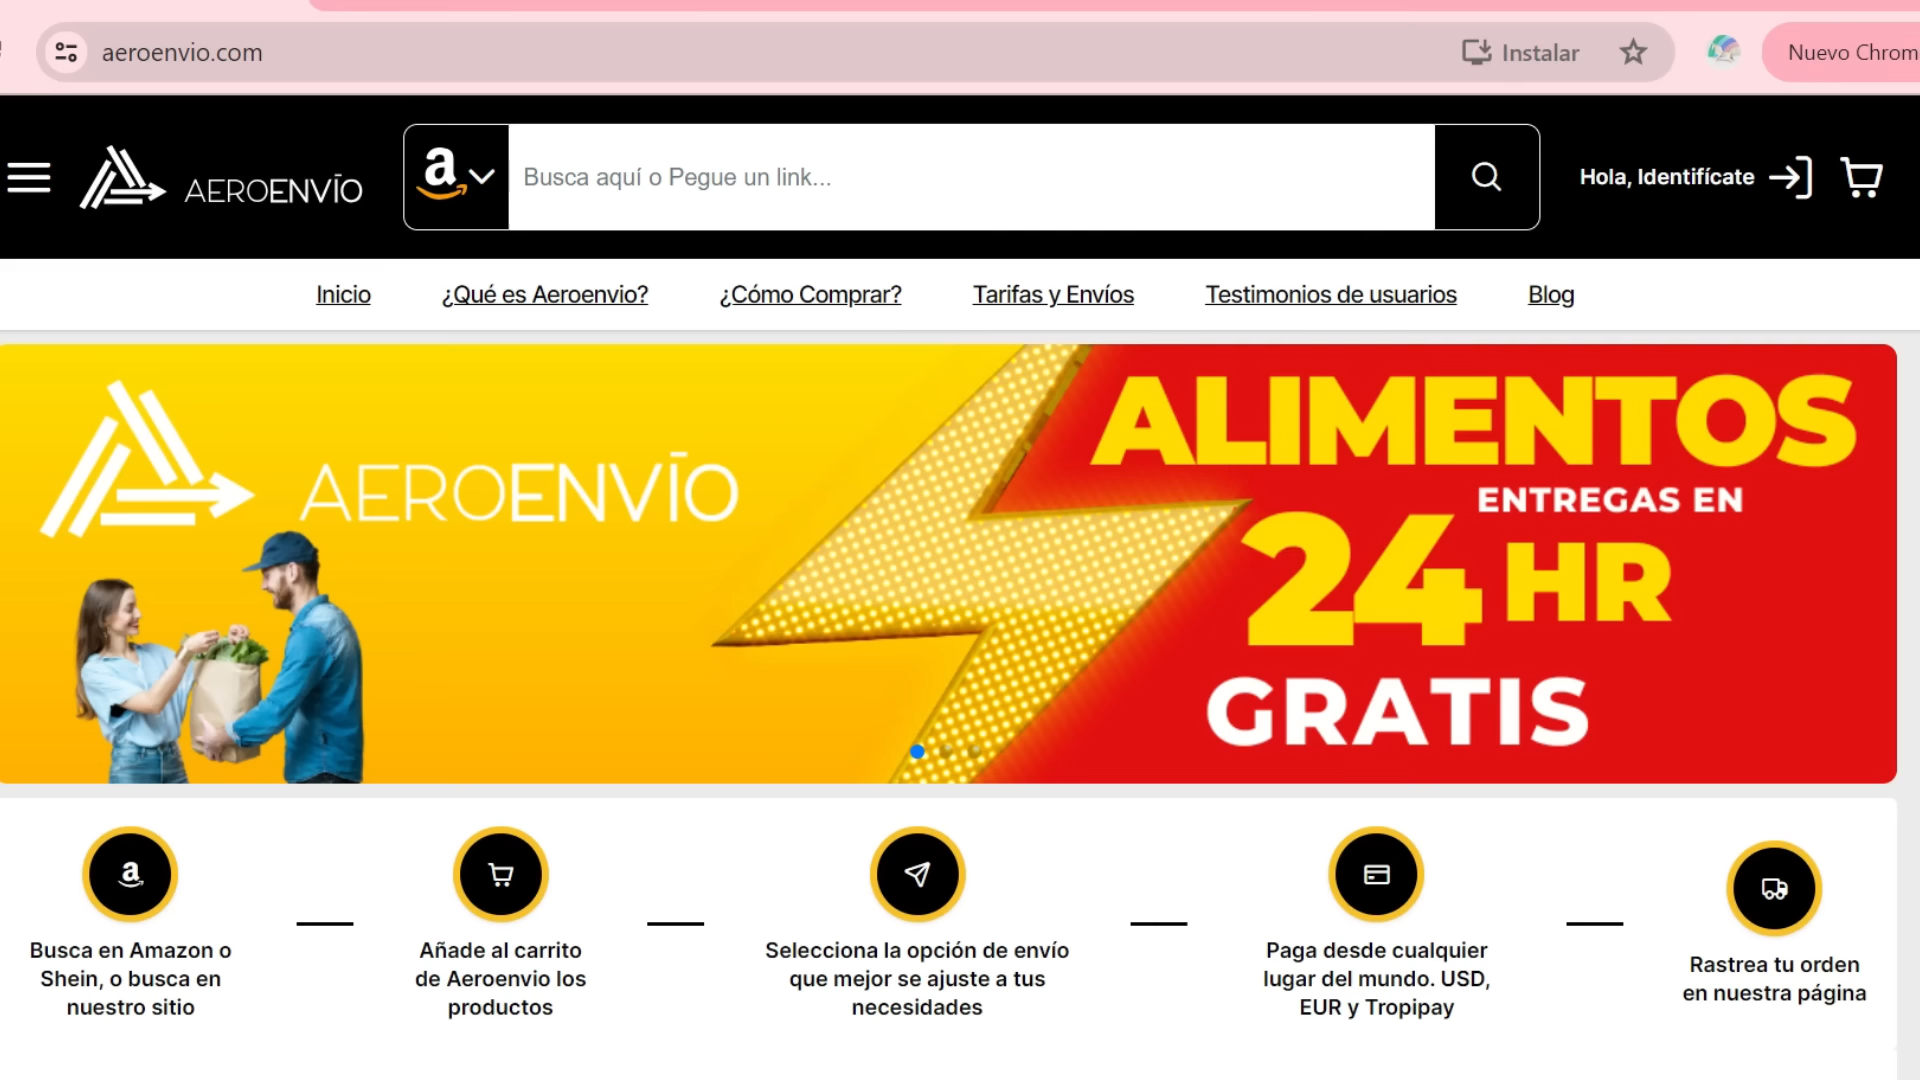 aeroenvio.com
Instalar
Nuevo Chrom
AEROENVÍO
Busca aquí o Pegue un link...
Hola, Identifícate
Inicio
¿Qué es Aeroenvio?
¿Cómo Comprar?
Tarifas y Envíos
Testimonios de usuarios
Blog
AEROENVÍO
ALIMENTOS
ENTREGAS EN
24 HR
GRATIS
Busca en Amazon o
Shein, o busca en
nuestro sitio
Añade al carrito
de Aeroenvio los
productos
Selecciona la opción de envío
que mejor se ajuste a tus
necesidades
Paga desde cualquier
lugar del mundo. USD,
EUR y Tropipay
Rastrea tu orden
en nuestra página